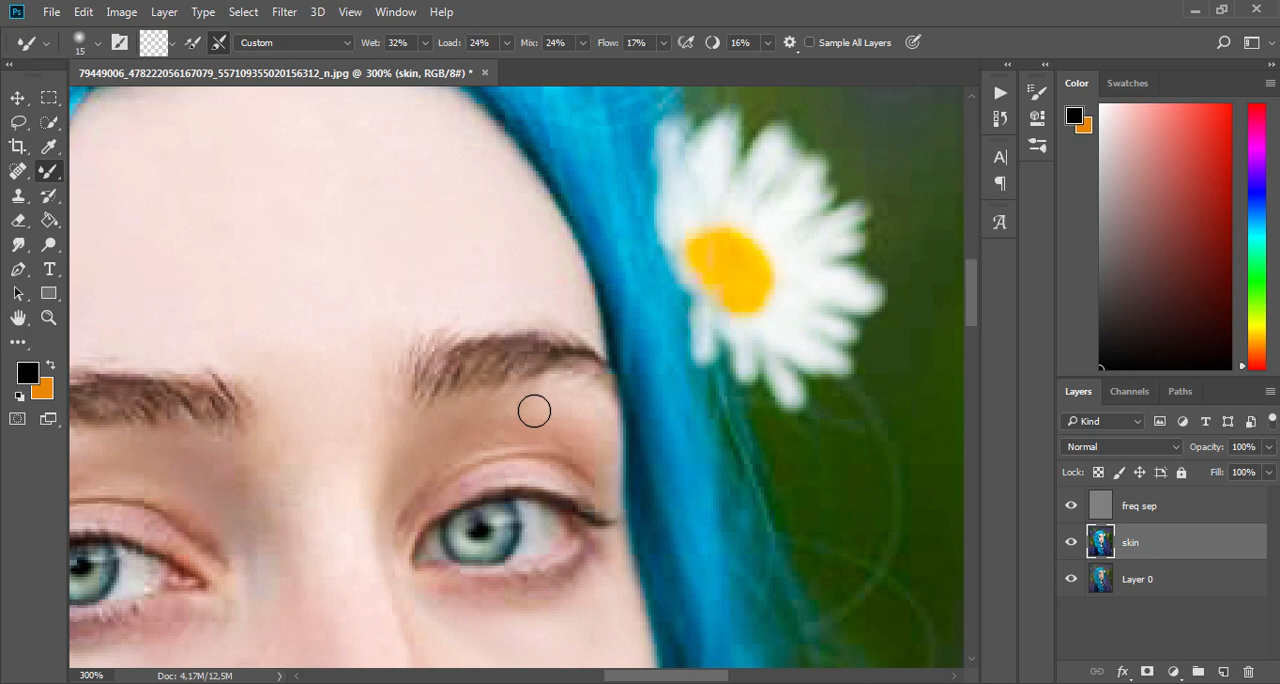 Ps File Edit Image Layer Type Select Filter 3D View Window Help
15 Custom Wet: 32% Load: 24% Mix: 24% Flow: 17% 16% Sample All Layers
79449006_478222056167079_557109355020156312_n.jpg @ 300% (skin, RGB/8#) *
Color Swatches
Layers Channels Paths
Kind
Normal Opacity: 100%
Lock: Fill: 100%
freq sep
skin
Layer 0
300% Doc: 4,17M/12,5M